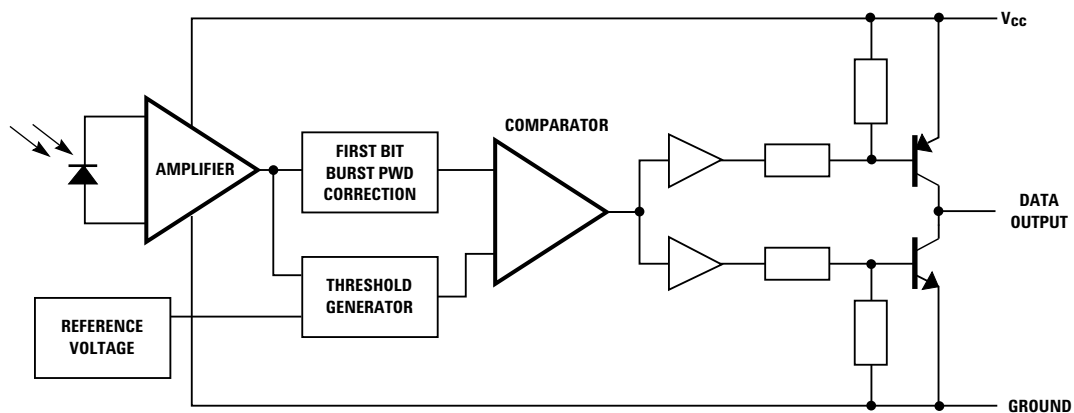 Vcc
COMPARATOR
AMPLIFIER
FIRST BIT
BURST PWD
CORRECTION
DATA
OUTPUT
THRESHOLD
GENERATOR
REFERENCE
VOLTAGE
GROUND